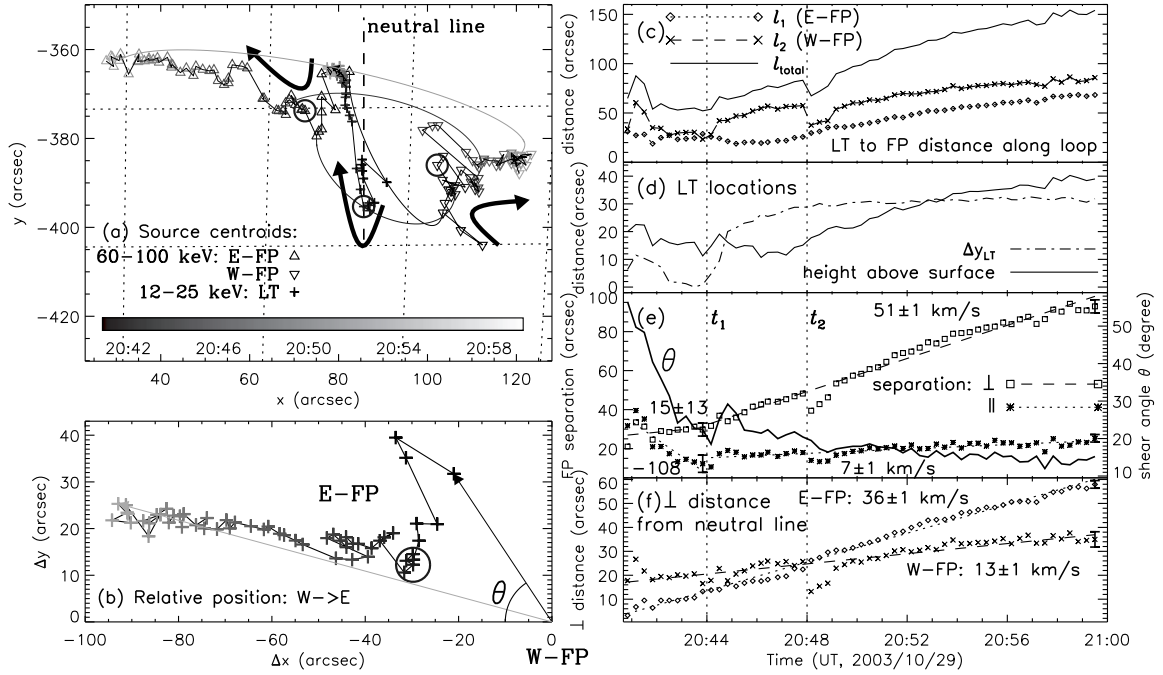 neutral line
−360
−380
−400
−420
y (arcsec)
(a) Source centroids:
60−100 keV: E−FP △
W−FP ▽
12−25 keV: LT +
20:42 20:46 20:50 20:54 20:58
40 60 80 100 120
x (arcsec)
40
30
20
10
0
Δy (arcsec)
E−FP
θ
(b) Relative position: W−>E
−100 −80 −60 −40 −20 0
Δx (arcsec)
W−FP
150
100
50
0
distance (arcsec)
(c)
l1 (E−FP)
l2 (W−FP)
ltotal
LT to FP distance along loop
40
30
20
10
0
distance(arcsec)
(d) LT locations
ΔyLT
height above surface
100
80
60
40
20
FP separation (arcsec)
(e)
t1
t2
51±1 km/s
θ
separation: ⊥
||
15±13
−108
7±1 km/s
50
40
30
20
10
shear angle θ (degree)
60
50
40
30
20
10
⊥ distance (arcsec)
(f)⊥ distance
from neutral line
E−FP: 36±1 km/s
W−FP: 13±1 km/s
20:44 20:48 20:52 20:56 21:00
Time (UT, 2003/10/29)